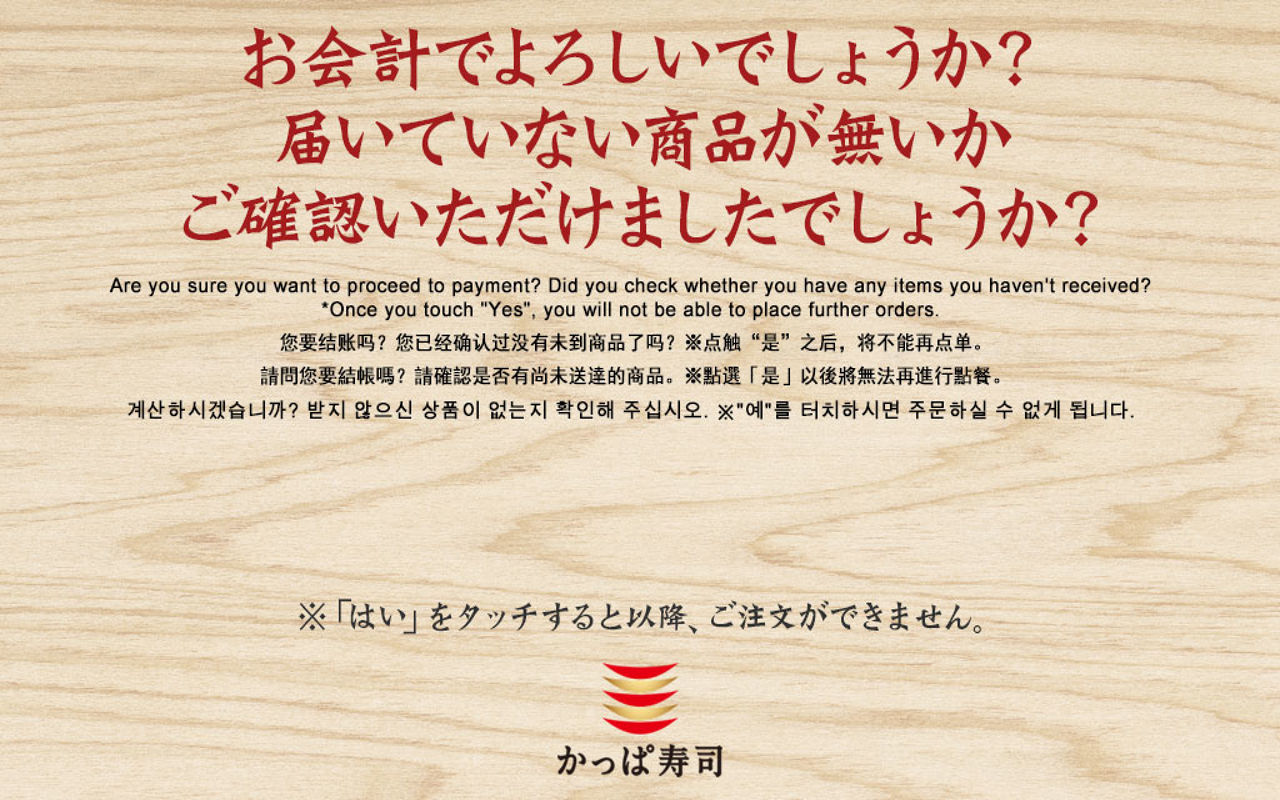 お会計でよろしいでしょうか？
届いていない商品が無いか
ご確認いただけましたでしょうか？
Are you sure you want to proceed to payment? Did you check whether you have any items you haven't received?
*Once you touch "Yes", you will not be able to place further orders.
您要结账吗？您已经确认过没有未到商品了吗？※点触“是”之后，将不能再点单。
請問您要結帳嗎？請確認是否有尚未送達的商品。※點選「是」以後將無法再進行點餐。
계산하시겠습니까? 받지 않으신 상품이 없는지 확인해 주십시오. ※"예"를 터치하시면 주문하실 수 없게 됩니다.
※「はい」をタッチすると以降、ご注文ができません。
かっぱ寿司